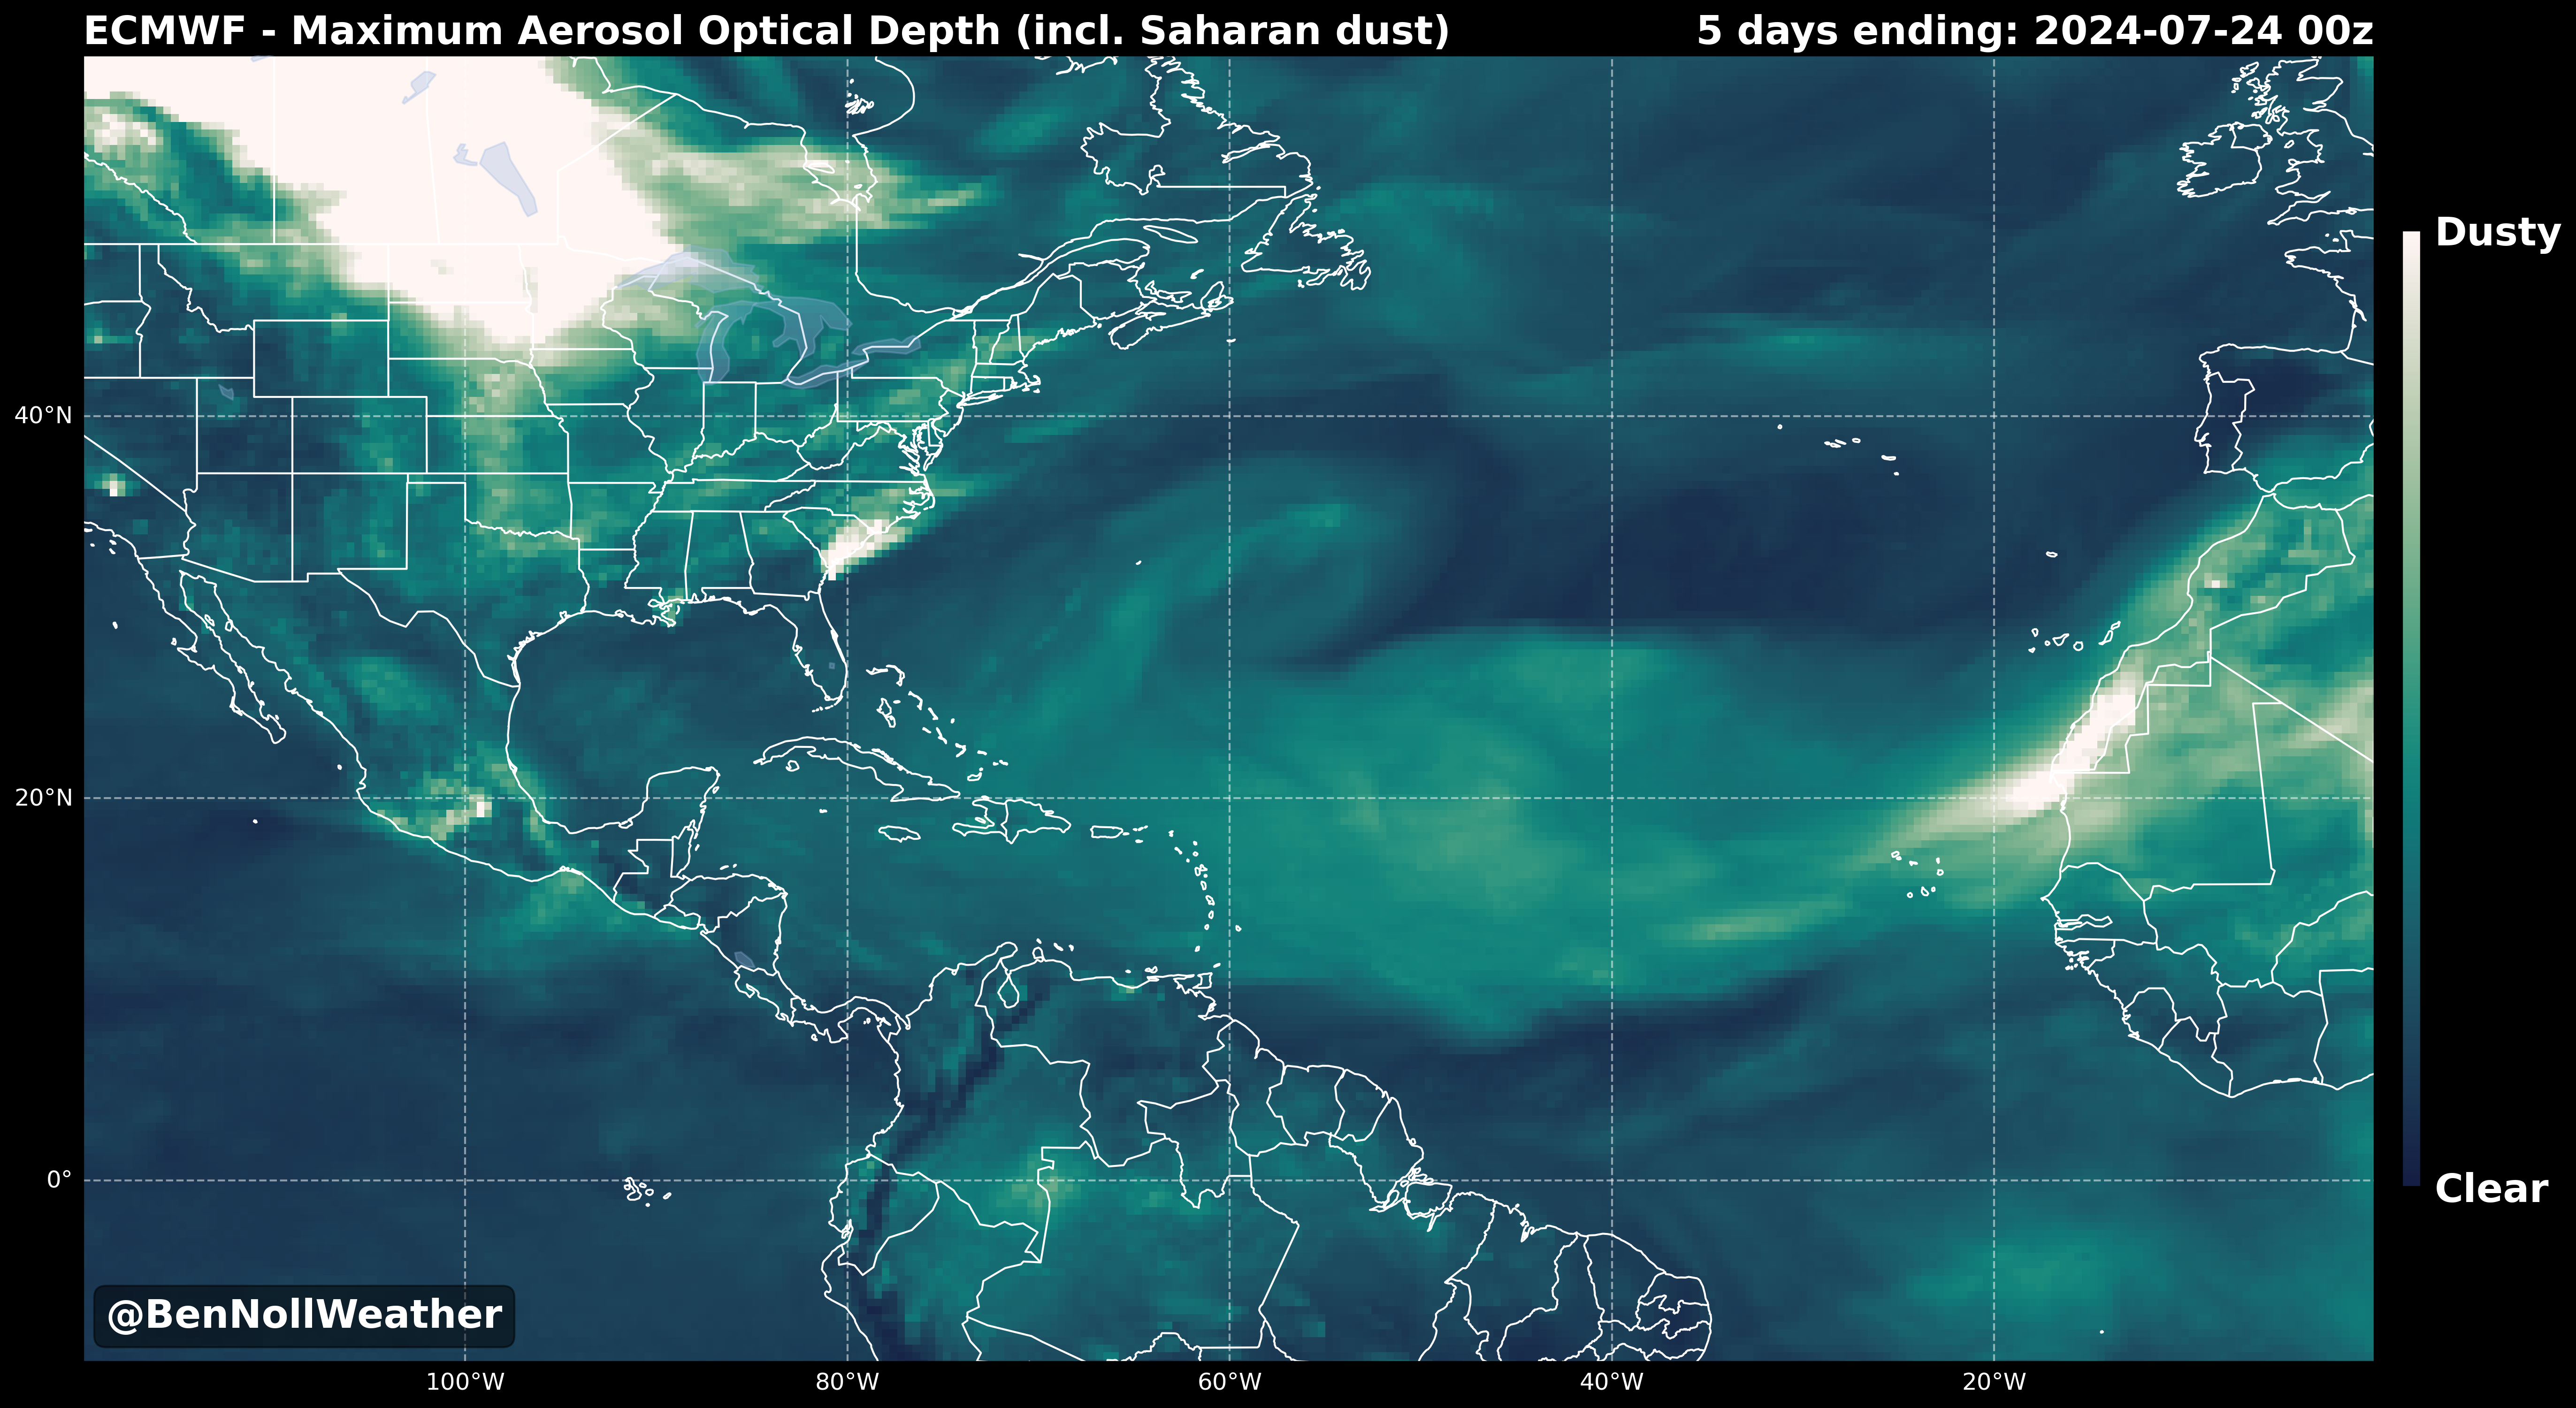 ECMWF - Maximum Aerosol Optical Depth (incl. Saharan dust) 5 days ending: 2024-07-24 00z
Dusty
40°N
20°N
0°
Clear
@BenNollWeather
100°W 80°W 60°W 40°W 20°W